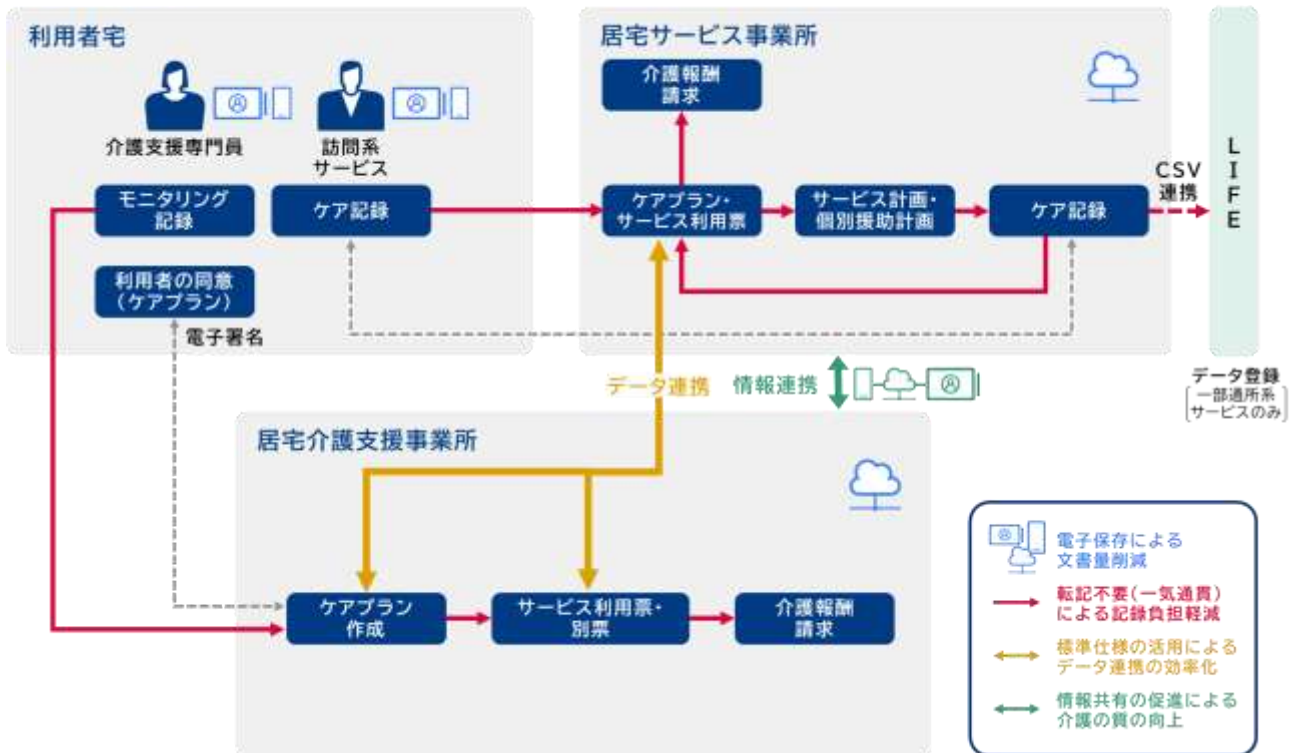 利用者宅
介護支援専門員
訪問系
サービス
モニタリング
記録
ケア記録
利用者の同意
(ケアプラン)
電子署名
居宅サービス事業所
介護報酬
請求
ケアプラン・
サービス利用票
サービス計画・
個別援助計画
ケア記録
CSV
連携
LIFE
データ登録
一部通所系
サービスのみ
データ連携
情報連携
居宅介護支援事業所
ケアプラン
作成
サービス利用票・
別票
介護報酬
請求
電子保存による
文書量削減
転記不要(一気通貫)
による記録負担軽減
標準仕様の活用による
データ連携の効率化
情報共有の促進による
介護の質の向上